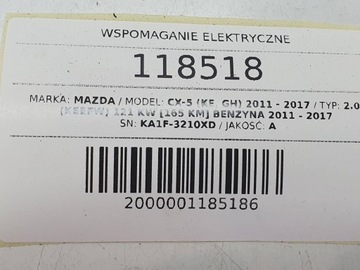 WSPOMAGANIE ELEKTRYCZNE
118518
MARKA: MAZDA / MODEL: CX-5 (KE, GH) 2011 - 2017 / TYP: 2.0
(KEEFW) 121 KW [165 KM] BENZYNA 2011 - 2017
SN: KA1F-3210XD / JAKOŚĆ: A
2000001185186